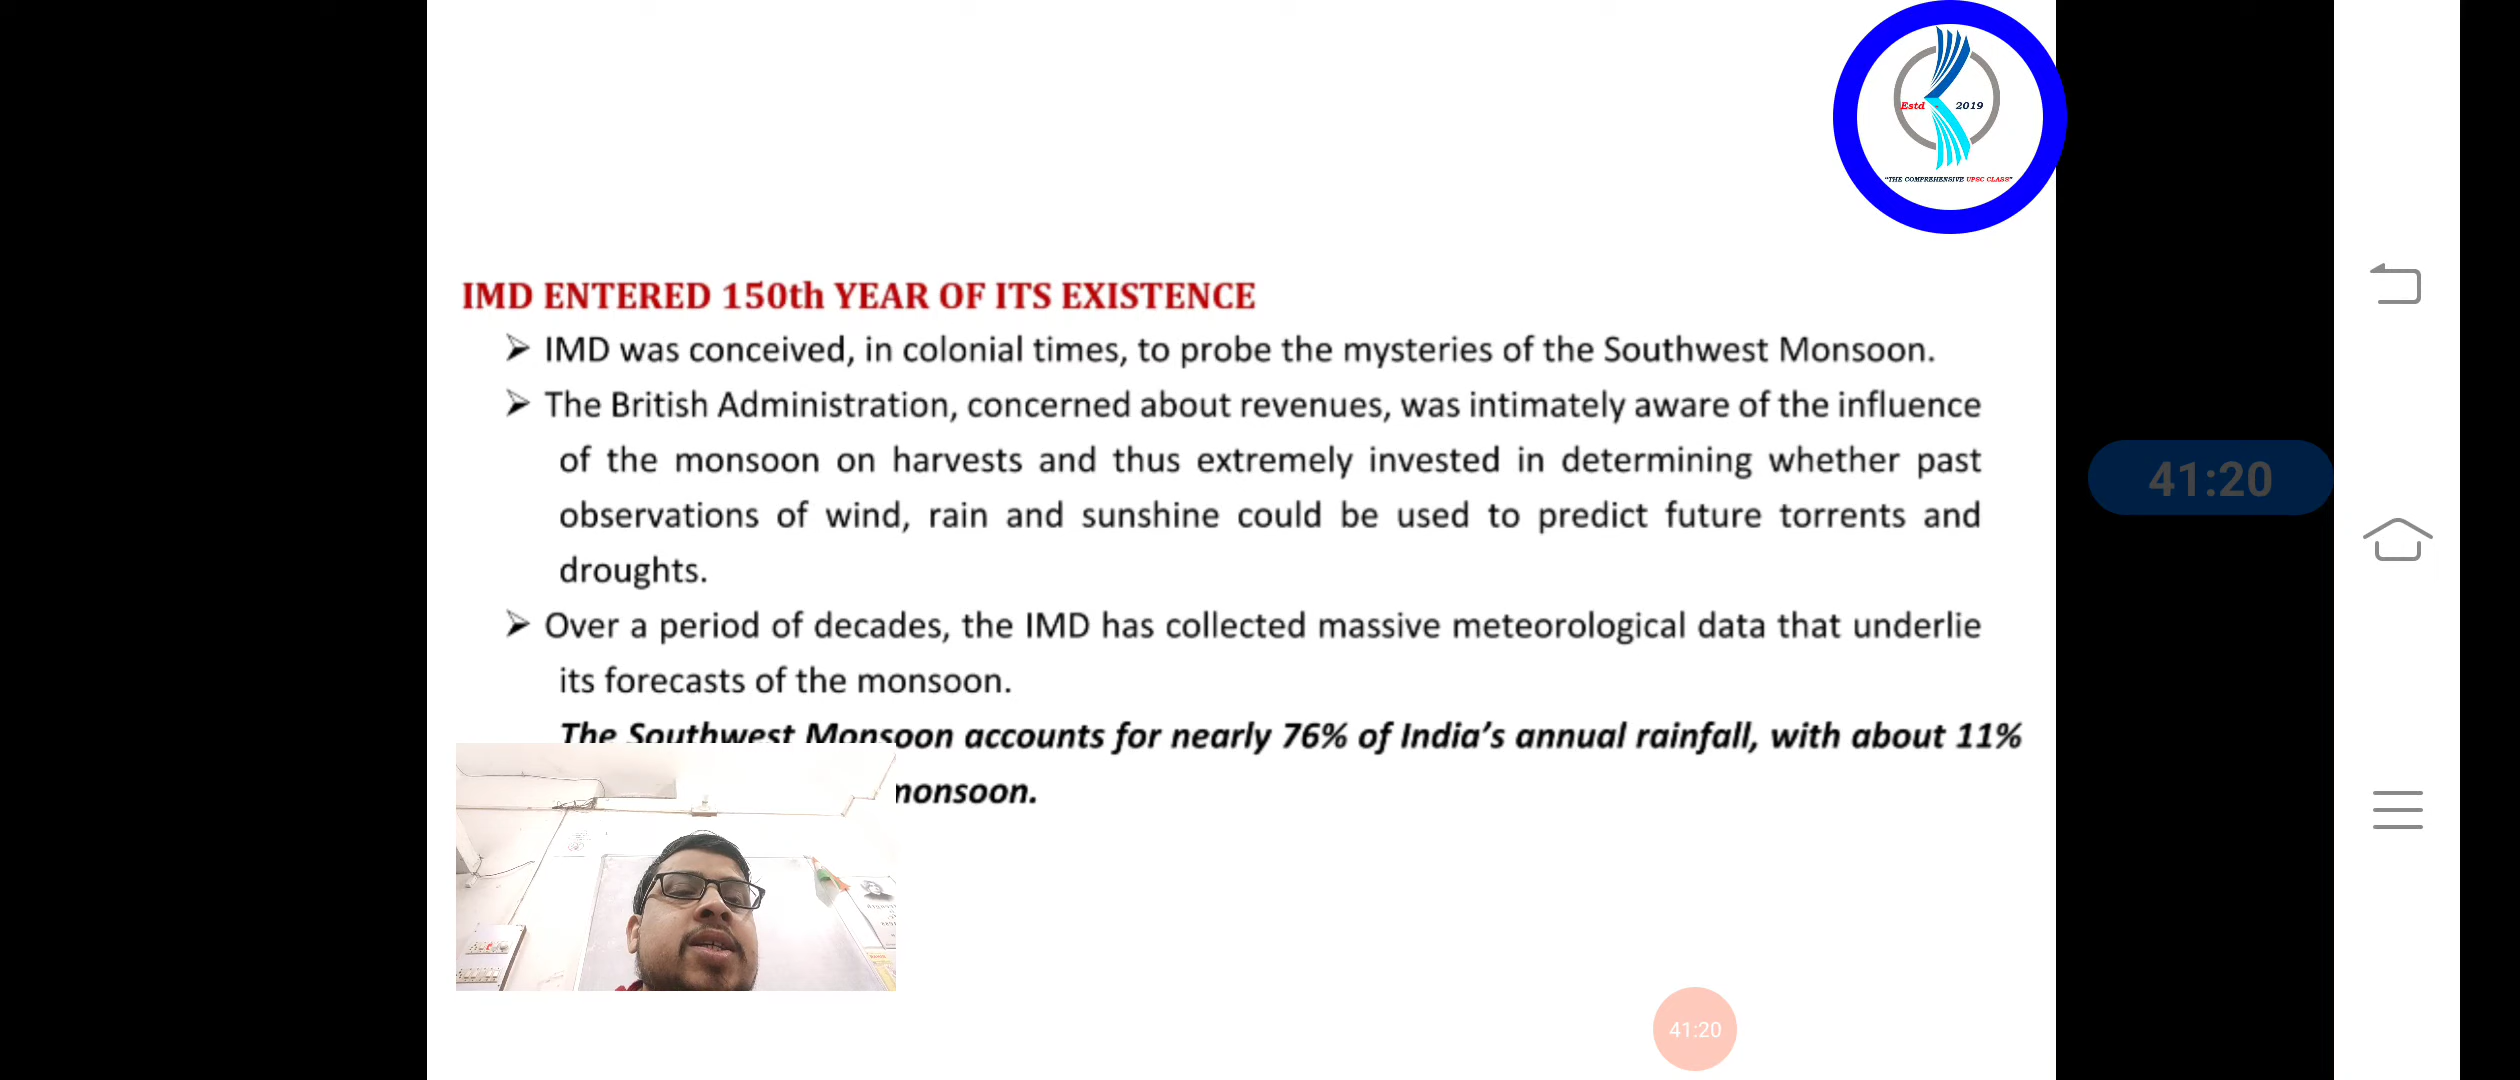 Estd - 2019
"THE COMPREHENSIVE UPSC CLASS"
IMD ENTERED 150th YEAR OF ITS EXISTENCE
➢ IMD was conceived, in colonial times, to probe the mysteries of the Southwest Monsoon.
➢ The British Administration, concerned about revenues, was intimately aware of the influence
of the monsoon on harvests and thus extremely invested in determining whether past
observations of wind, rain and sunshine could be used to predict future torrents and
droughts.
➢ Over a period of decades, the IMD has collected massive meteorological data that underlie
its forecasts of the monsoon.
The Southwest Monsoon accounts for nearly 76% of India's annual rainfall, with about 11%
monsoon.
41:20
41:20